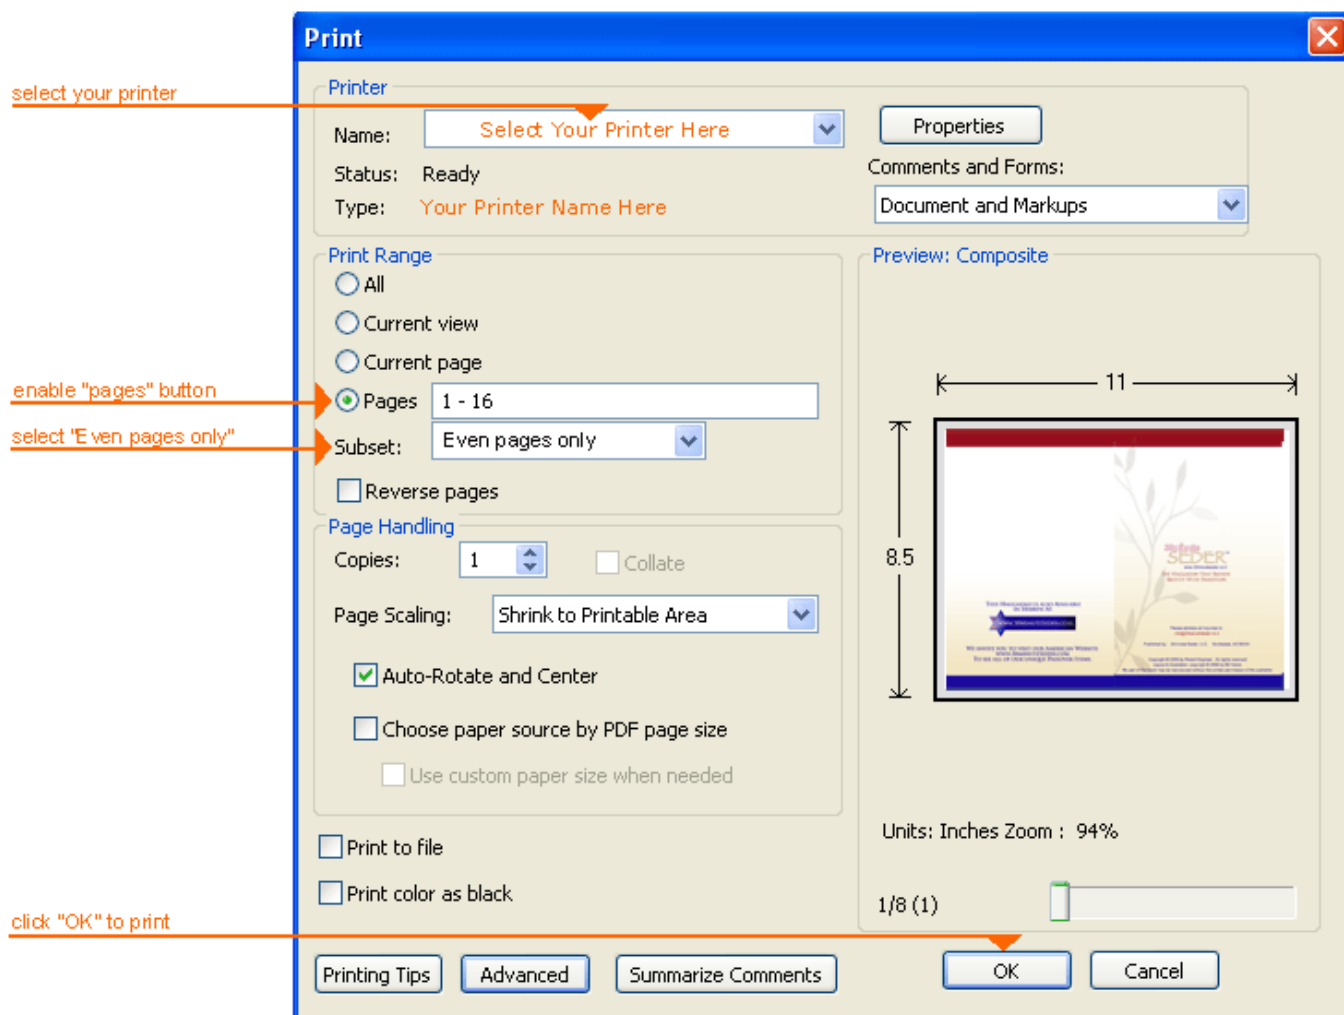 Print
select your printer
Printer
Name: Select Your Printer Here
Properties
Status: Ready
Comments and Forms:
Type: Your Printer Name Here
Document and Markups
Print Range
Preview: Composite
All
Current view
Current page
enable "pages" button
Pages 1 - 16
select "Even pages only"
Subset: Even pages only
Reverse pages
11
8.5
SEDER
Page Handling
Copies: 1 Collate
Page Scaling: Shrink to Printable Area
Auto-Rotate and Center
Choose paper source by PDF page size
Use custom paper size when needed
Units: Inches Zoom : 94%
Print to file
Print color as black
1/8 (1)
click "OK" to print
Printing Tips Advanced Summarize Comments OK Cancel